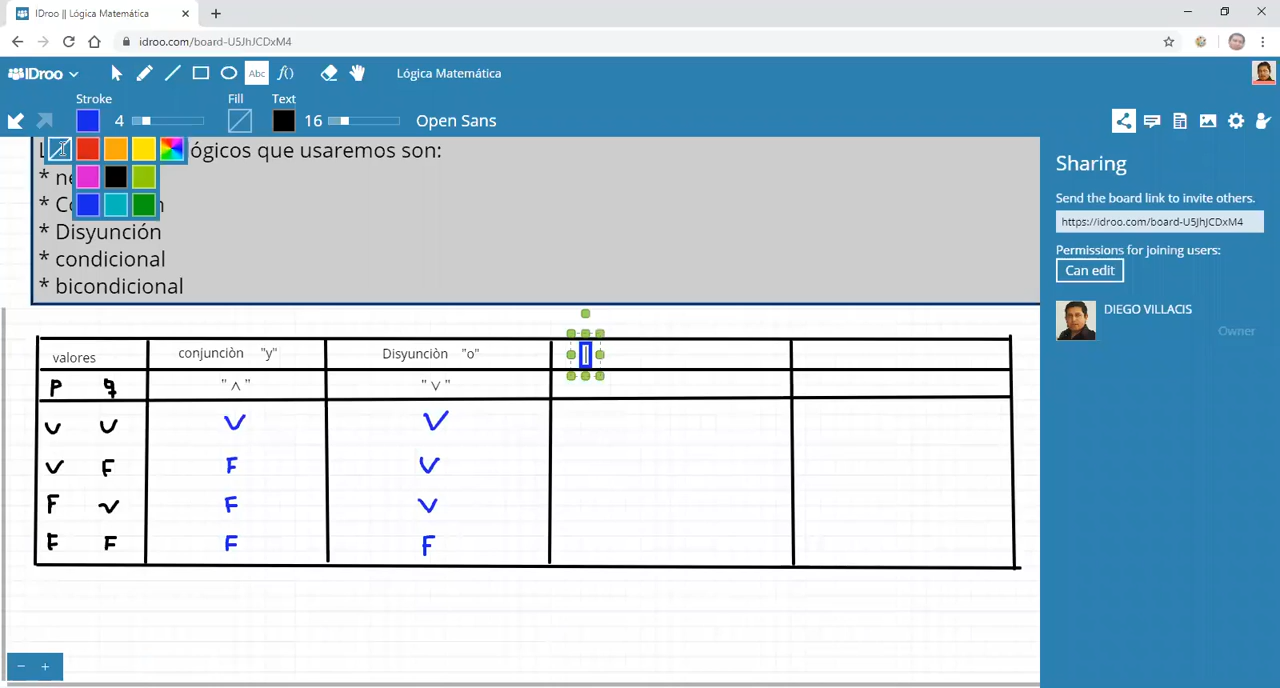 IDroo || Lógica Matemática
idroo.com/board-U5JhJCDxM4
IDroo
Abc
f()
Lógica Matemática
Stroke
Fill
Text
4
16
Open Sans
ógicos que usaremos son:
* ne
* Co
* Disyunción
* condicional
* bicondicional
Sharing
Send the board link to invite others.
https://idroo.com/board-U5JhJCDxM4
Permissions for joining users:
Can edit
DIEGO VILLACIS
Owner
valores conjunciòn "y" Disyunciòn "o"
p q "∧" "∨"
V V V V
V F F V
F V F V
F F F F
- +